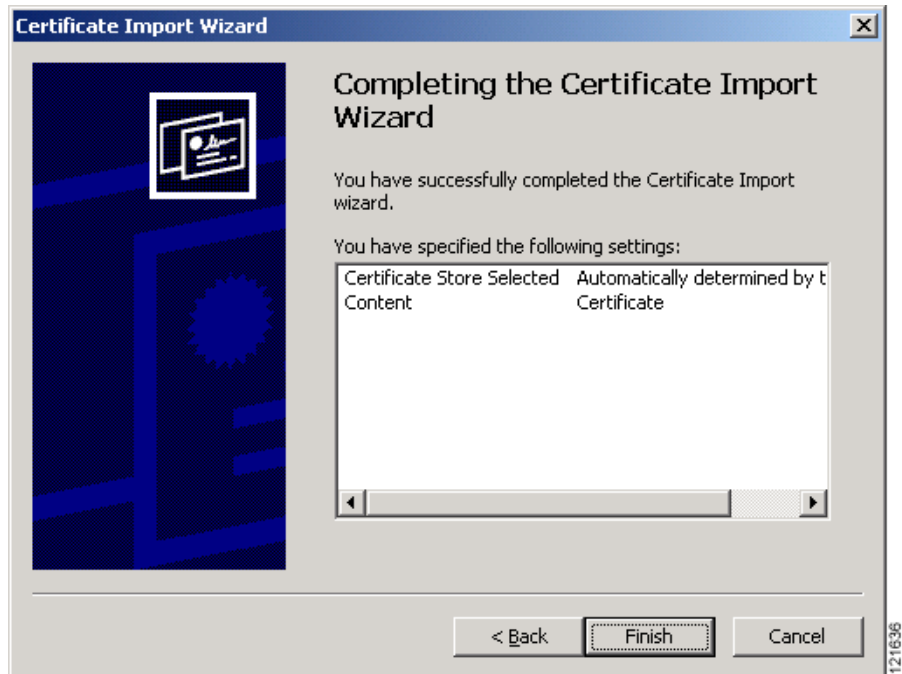 Certificate Import Wizard
Completing the Certificate Import
Wizard
You have successfully completed the Certificate Import
wizard.
You have specified the following settings:
Certificate Store Selected Automatically determined by t
Content Certificate
< Back Finish Cancel
121636